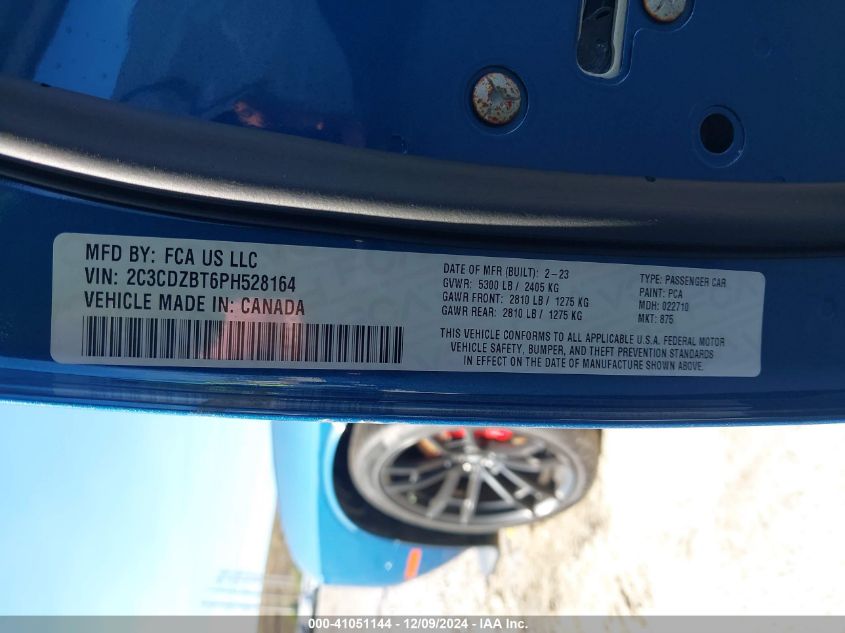 MFD BY: FCA US LLC
VIN: 2C3CDZBT6PH528164
VEHICLE MADE IN: CANADA
DATE OF MFR (BUILT): 2-23
GVWR: 5300 LB / 2405 KG
GAWR FRONT: 2810 LB / 1275 KG
GAWR REAR: 2810 LB / 1275 KG
TYPE: PASSENGER CAR
PAINT: PCA
MDH: 022710
MKT: 875
THIS VEHICLE CONFORMS TO ALL APPLICABLE U.S.A. FEDERAL MOTOR
VEHICLE SAFETY, BUMPER, AND THEFT PREVENTION STANDARDS
IN EFFECT ON THE DATE OF MANUFACTURE SHOWN ABOVE.
000-41051144 - 12/09/2024 - IAA Inc.